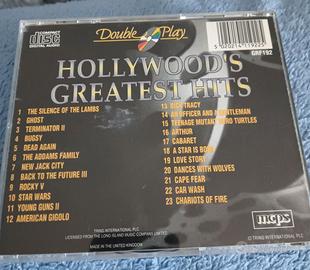 COMPACT
disc
DIGITAL AUDIO
Double Play
5020214119225
GRF192
HOLLYWOOD'S
GREATEST HITS
1 THE SILENCE OF THE LAMBS
2 GHOST
3 TERMINATOR II
4 BUGSY
5 DEAD AGAIN
6 THE ADDAMS FAMILY
7 NEW JACK CITY
8 BACK TO THE FUTURE III
9 ROCKY V
10 STAR WARS
11 YOUNG GUNS II
12 AMERICAN GIGOLO
13 DICK TRACY
14 AN OFFICER AND A GENTLEMAN
15 TEENAGE MUTANT HERO TURTLES
16 ARTHUR
17 CABARET
18 A STAR IS BORN
19 LOVE STORY
20 DANCES WITH WOLVES
21 CAPE FEAR
22 CAR WASH
23 CHARIOTS OF FIRE
TRING INTERNATIONAL PLC
LICENSED FROM THE LONG ISLAND MUSIC COMPANY LIMITED
MADE IN THE UNITED KINGDOM
mcps
© TRING INTERNATIONAL PLC